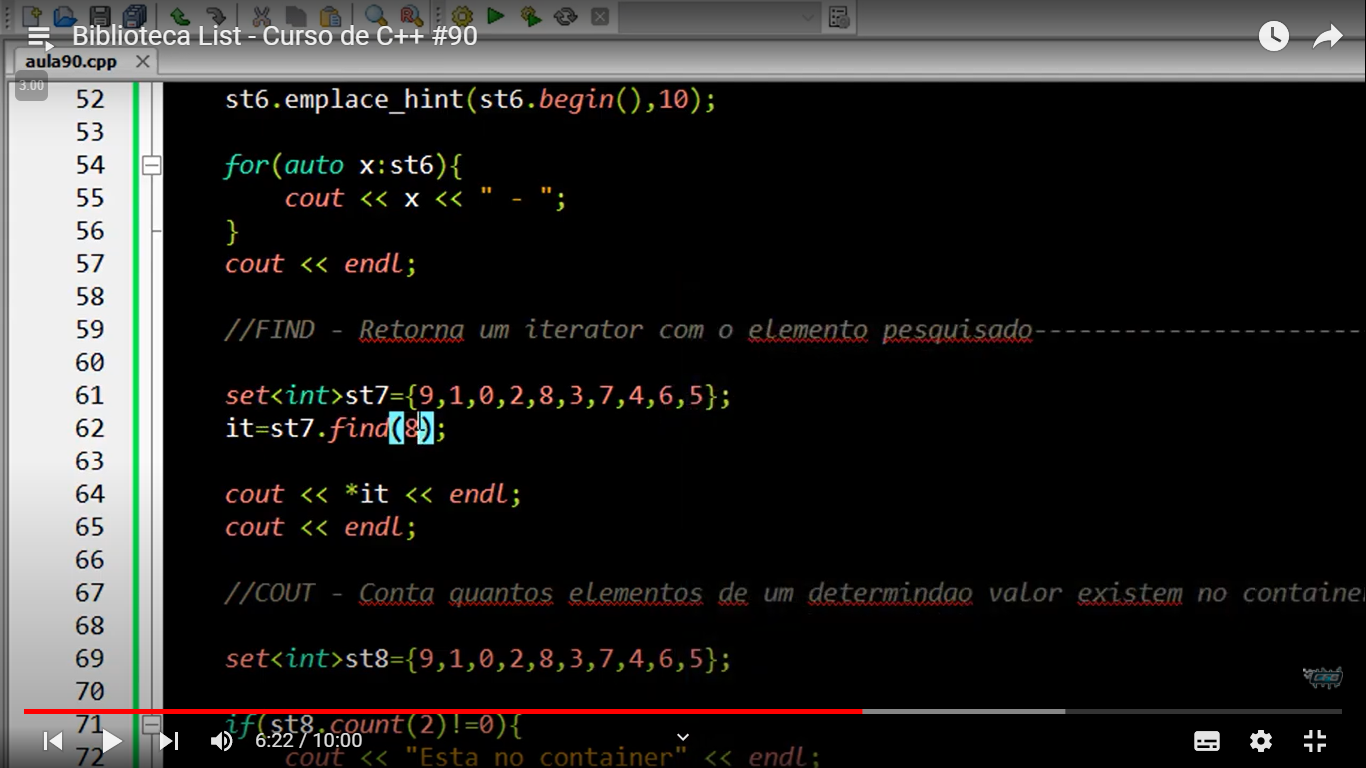 Biblioteca List - Curso de C++ #90
aula90.cpp
3.00
52 st6.emplace_hint(st6.begin(),10);
53
54 for(auto x:st6){
55 cout << x << " - ";
56 }
57 cout << endl;
58
59 //FIND - Retorna um iterator com o elemento pesquisado----------------------
60
61 set<int>st7={9,1,0,2,8,3,7,4,6,5};
62 it=st7.find(8);
63
64 cout << *it << endl;
65 cout << endl;
66
67 //COUT - Conta quantos elementos de um determindao valor existem no containe
68
69 set<int>st8={9,1,0,2,8,3,7,4,6,5};
70
71 if(st8.count(2)!=0){
72 cout << "Esta no container" << endl;
6:22 / 10:00